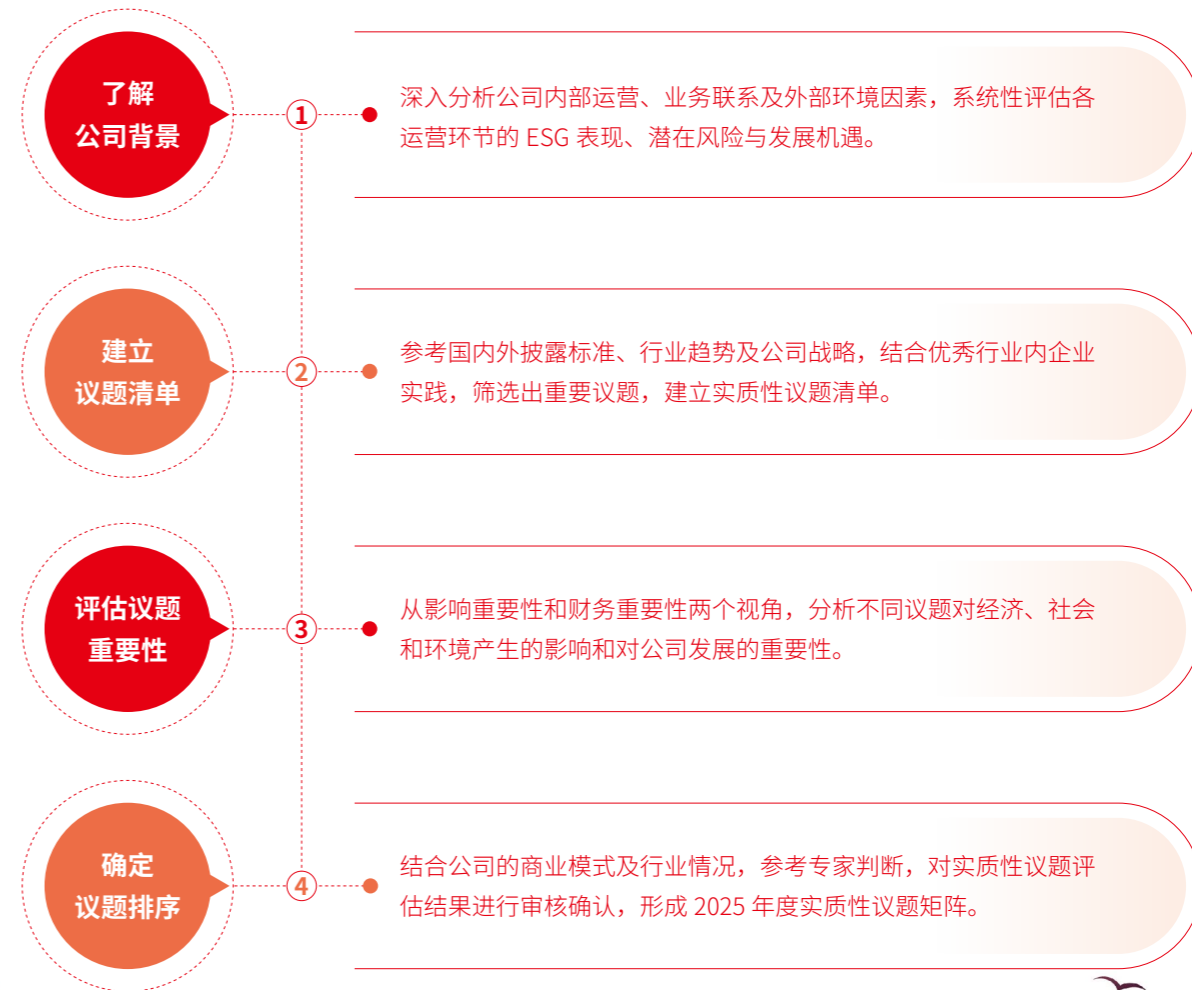 了解
公司背景
1
深入分析公司内部运营、业务联系及外部环境因素，系统性评估各
运营环节的 ESG 表现、潜在风险与发展机遇。
建立
议题清单
2
参考国内外披露标准、行业趋势及公司战略，结合优秀行业内企业
实践，筛选出重要议题，建立实质性议题清单。
评估议题
重要性
3
从影响重要性和财务重要性两个视角，分析不同议题对经济、社会
和环境产生的影响和对公司发展的重要性。
确定
议题排序
4
结合公司的商业模式及行业情况，参考专家判断，对实质性议题评
估结果进行审核确认，形成 2025 年度实质性议题矩阵。